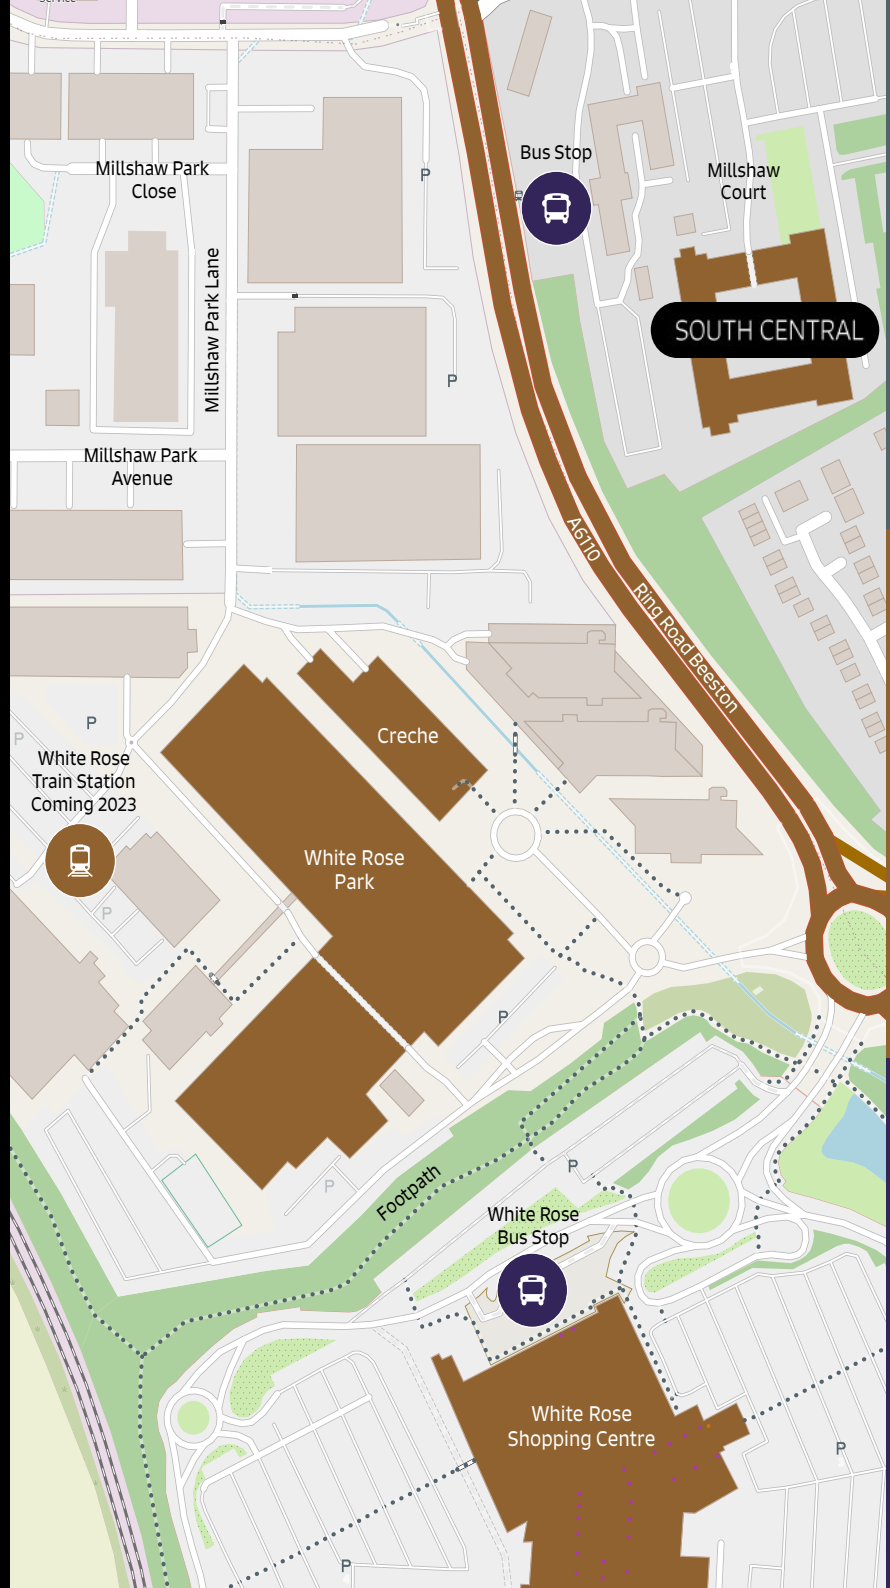 Service
Bus Stop
Millshaw Park
Close
Millshaw
Court
P
Millshaw Park Lane
SOUTH CENTRAL
P
Millshaw Park
Avenue
A6110
Ring Road Beeston
P
P
Creche
White Rose
Train Station
Coming 2023
White Rose
Park
P
P
P
P
Footpath
White Rose
Bus Stop
White Rose
Shopping Centre
P
P